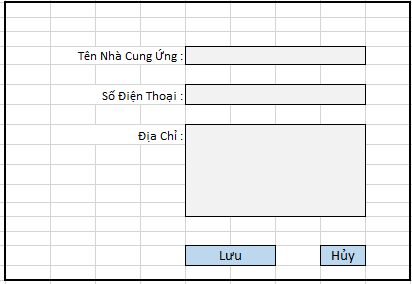 Tên Nhà Cung Ứng :
Số Điện Thoại :
Địa Chỉ :
Lưu Hủy